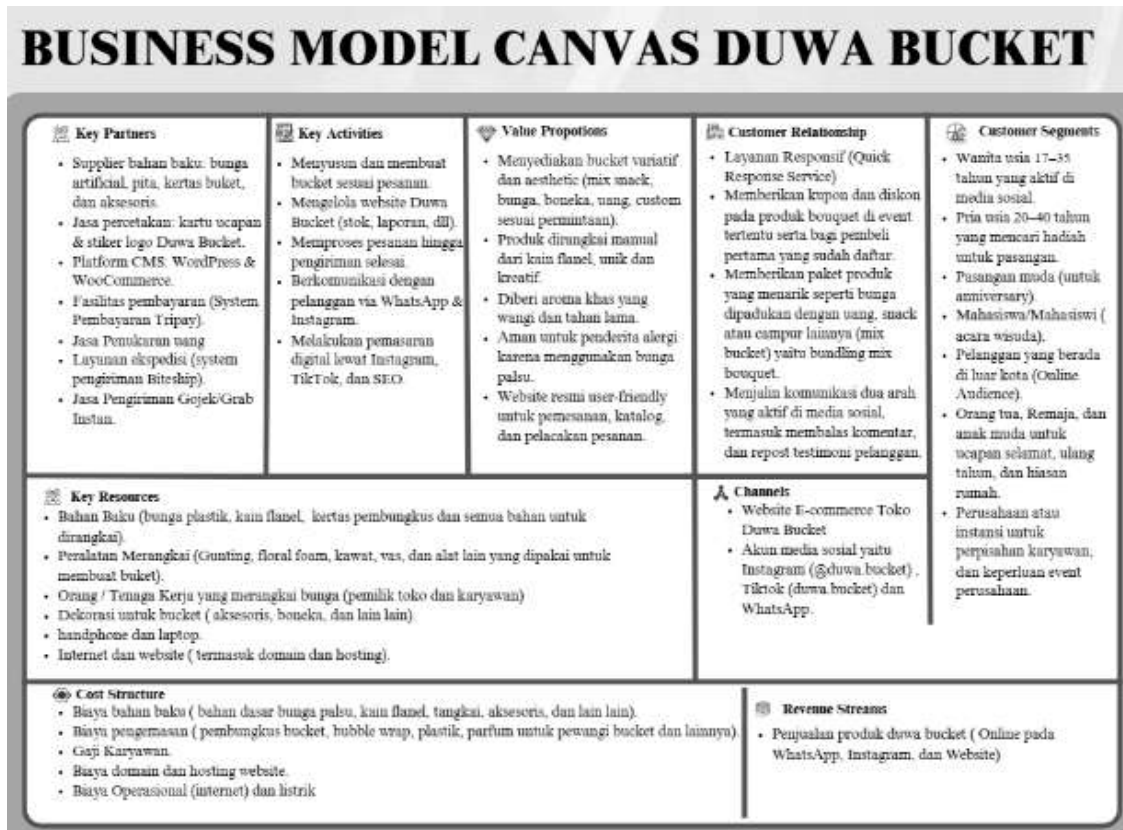 BUSINESS MODEL CANVAS DUWA BUCKET
Key Partners
• Supplier bahan baku: bunga
artificial, pita, kertas buket,
dan aksesoris.
• Jasa percetakan: kartu ucapan
& stiker logo Duwa Bucket.
• Platform CMS: WordPress &
WooCommerce.
• Fasilitas pembayaran (System
Pembayaran Tripay).
• Jasa Penukaran uang
• Layanan ekspedisi (system
pengiriman Biteship).
• Jasa Pengiriman Gojek/Grab
Instan.
Key Activities
• Menyusun dan membuat
bucket sesuai pesanan.
• Mengelola website Duwa
Bucket (stok, laporan, dll).
• Memproses pesanan hingga
pengiriman selesai.
• Berkomunikasi dengan
pelanggan via WhatsApp &
Instagram.
• Melakukan pemasaran
digital lewat Instagram,
TikTok, dan SEO.
Value Propotions
• Menyediakan bucket variatif
dan aesthetic (mix snack,
bunga, boneka, uang, custom
sesuai permintaan).
• Produk dirangkai manual
dari kain flanel, unik dan
kreatif.
• Diberi aroma khas yang
wangi dan tahan lama.
• Aman untuk penderita alergi
karena menggunakan bunga
palsu.
• Website resmi user-friendly
untuk pemesanan, katalog,
dan pelacakan pesanan.
Customer Relationship
• Layanan Responsif (Quick
Response Service)
• Memberikan kupon dan diskon
pada produk bouquet di event
tertentu serta bagi pembeli
pertama yang sudah daftar.
• Memberikan paket produk
yang menarik seperti bunga
dipadukan dengan uang, snack
atau campur lainnya (mix
bucket) yaitu bundling mix
bouquet.
• Menjalin komunikasi dua arah
yang aktif di media sosial,
termasuk membalas komentar,
dan repost testimoni pelanggan.
Customer Segments
• Wanita usia 17–35
tahun yang aktif di
media sosial.
• Pria usia 20–40 tahun
yang mencari hadiah
untuk pasangan.
• Pasangan muda (untuk
anniversary).
• Mahasiswa/Mahasiswi (
acara wisuda).
• Pelanggan yang berada
di luar kota (Online
Audience).
• Orang tua, Remaja, dan
anak muda untuk
ucapan selamat, ulang
tahun, dan hiasan
rumah.
• Perusahaan atau
instansi untuk
perpisahan karyawan,
dan keperluan event
perusahaan.
Key Resources
• Bahan Baku (bunga plastik, kain flanel, kertas pembungkus dan semua bahan untuk
dirangkai).
• Peralatan Merangkai (Gunting, floral foam, kawat, vas, dan alat lain yang dipakai untuk
membuat buket).
• Orang / Tenaga Kerja yang merangkai bunga (pemilik toko dan karyawan)
• Dekorasi untuk bucket ( aksesoris, boneka, dan lain lain)
• handphone dan laptop.
• Internet dan website ( termasuk domain dan hosting).
Channels
• Website E-commerce Toko
Duwa Bucket
• Akun media sosial yaitu
Instagram (@duwa.bucket) ,
Tiktok (duwa.bucket) dan
WhatsApp.
Cost Structure
• Biaya bahan baku ( bahan dasar bunga palsu, kain flanel, tangkai, aksesoris, dan lain lain).
• Biaya pengemasan ( pembungkus bucket, bubble wrap, plastik, parfum untuk pewangi bucket dan lainnya).
• Gaji Karyawan.
• Biaya domain dan hosting website.
• Biaya Operasional (internet) dan listrik
Revenue Streams
• Penjualan produk duwa bucket ( Online pada
WhatsApp, Instagram, dan Website)